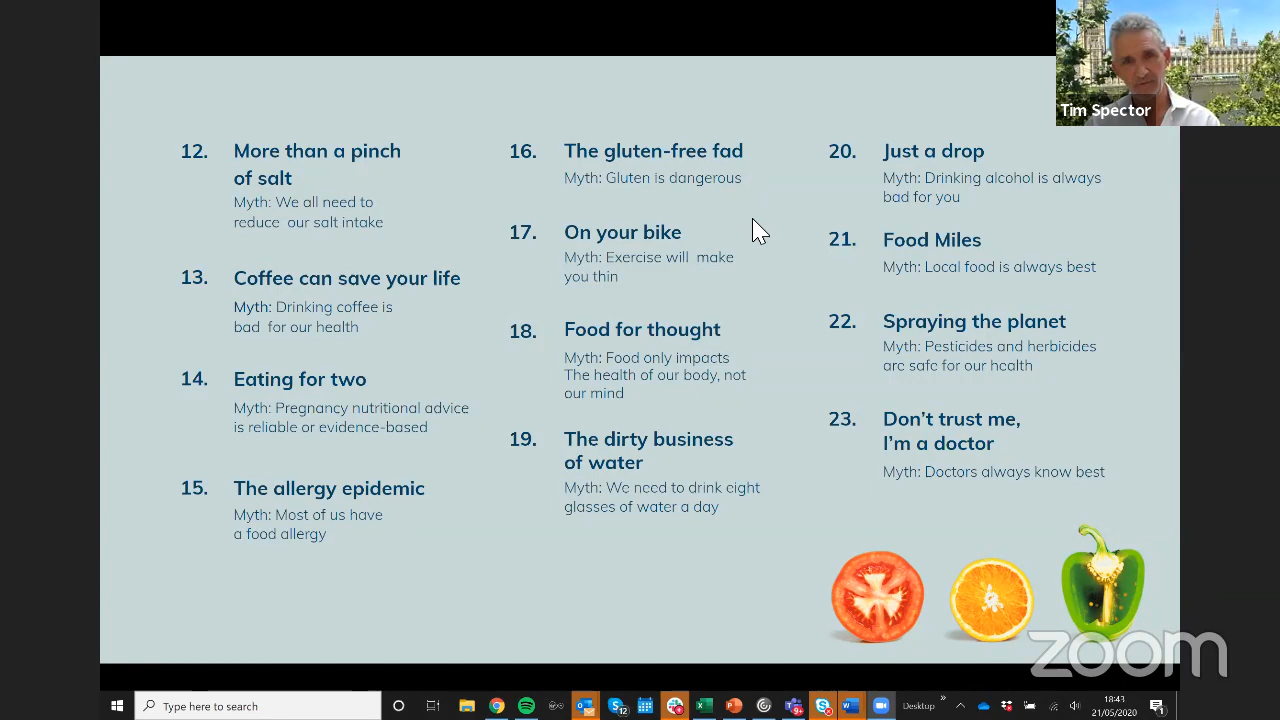 Tim Spector
12. More than a pinch
of salt
Myth: We all need to
reduce our salt intake
13. Coffee can save your life
Myth: Drinking coffee is
bad for our health
14. Eating for two
Myth: Pregnancy nutritional advice
is reliable or evidence-based
15. The allergy epidemic
Myth: Most of us have
a food allergy
16. The gluten-free fad
Myth: Gluten is dangerous
17. On your bike
Myth: Exercise will make
you thin
18. Food for thought
Myth: Food only impacts
The health of our body, not
our mind
19. The dirty business
of water
Myth: We need to drink eight
glasses of water a day
20. Just a drop
Myth: Drinking alcohol is always
bad for you
21. Food Miles
Myth: Local food is always best
22. Spraying the planet
Myth: Pesticides and herbicides
are safe for our health
23. Don't trust me,
I'm a doctor
Myth: Doctors always know best
zoom
Type here to search
12
9+
Desktop
18:43
21/05/2020